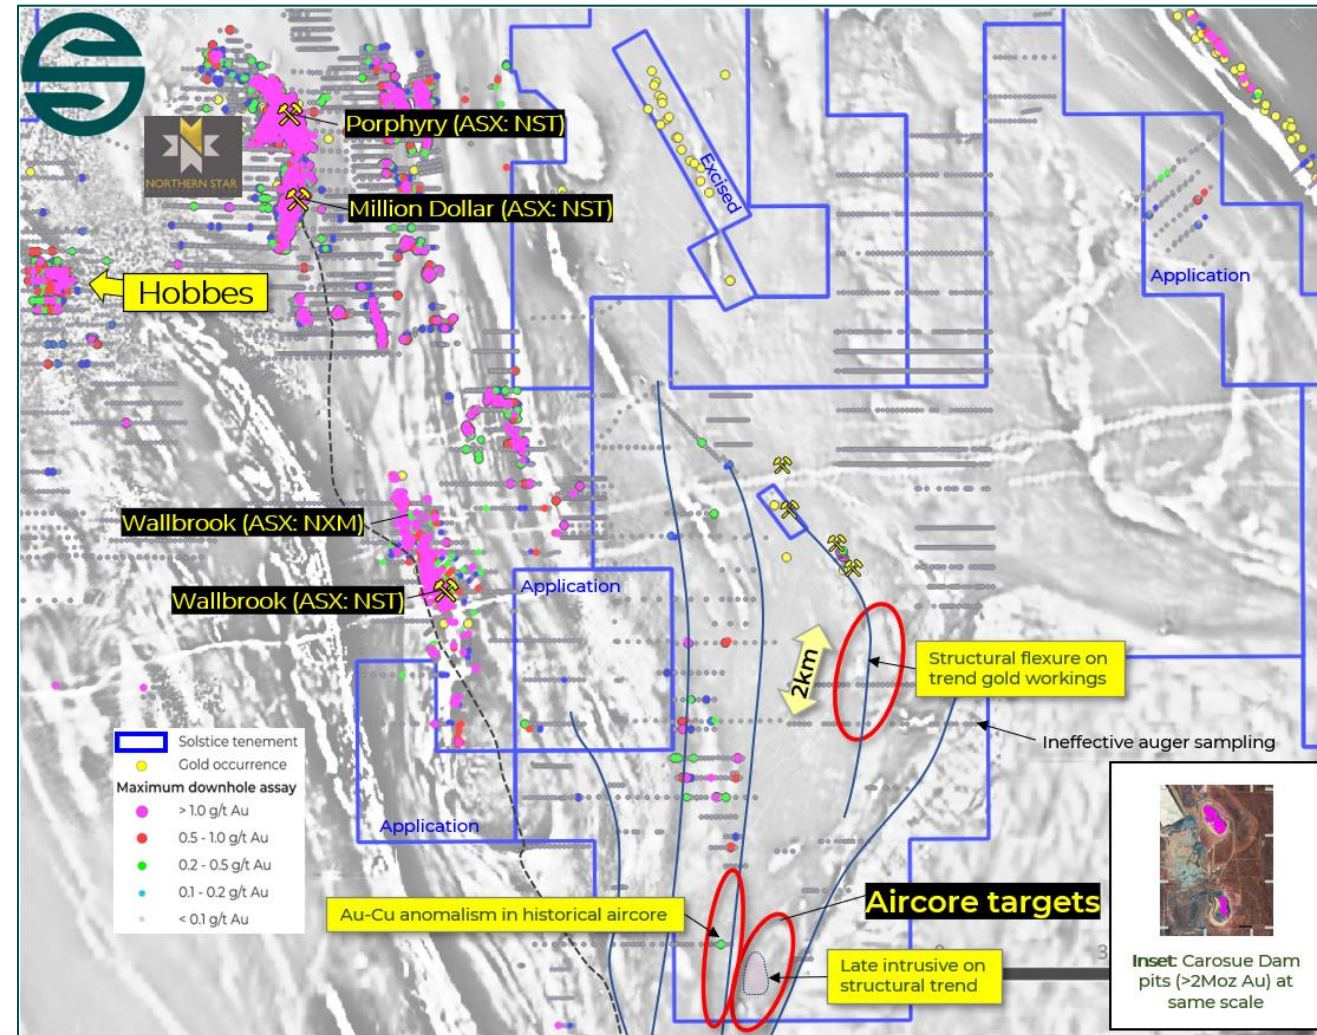 NORTHERN STAR
Porphyry (ASX: NST)
Million Dollar (ASX: NST)
Hobbes
Excised
Application
Wallbrook (ASX: NXM)
Wallbrook (ASX: NST)
Application
2km
Structural flexure on
trend gold workings
Ineffective auger sampling
Solstice tenement
Gold occurrence
Maximum downhole assay
> 1.0 g/t Au
0.5 - 1.0 g/t Au
0.2 - 0.5 g/t Au
0.1 - 0.2 g/t Au
< 0.1 g/t Au
Application
Au-Cu anomalism in historical aircore
Aircore targets
Late intrusive on
structural trend
3
Inset: Carosue Dam
pits (>2Moz Au) at
same scale